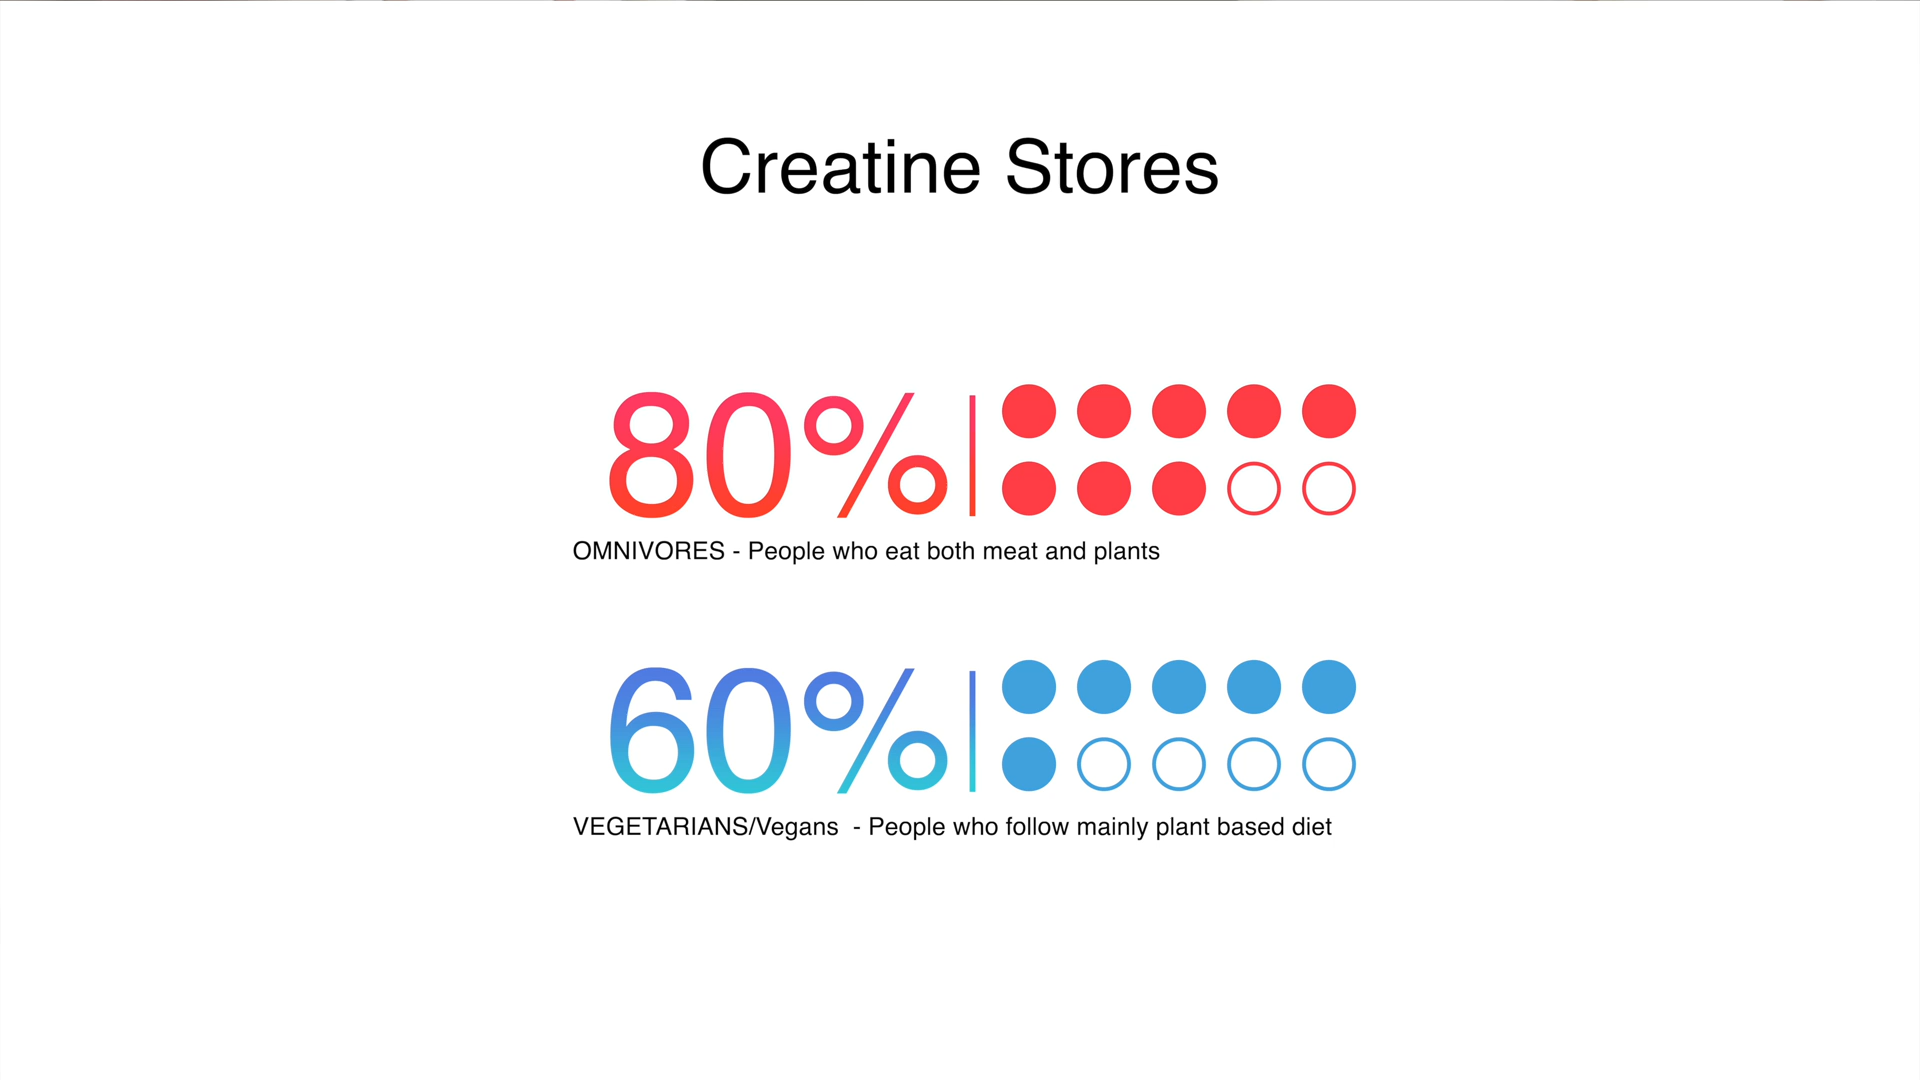 Creatine Stores
80%
OMNIVORES - People who eat both meat and plants
60%
VEGETARIANS/Vegans  - People who follow mainly plant based diet